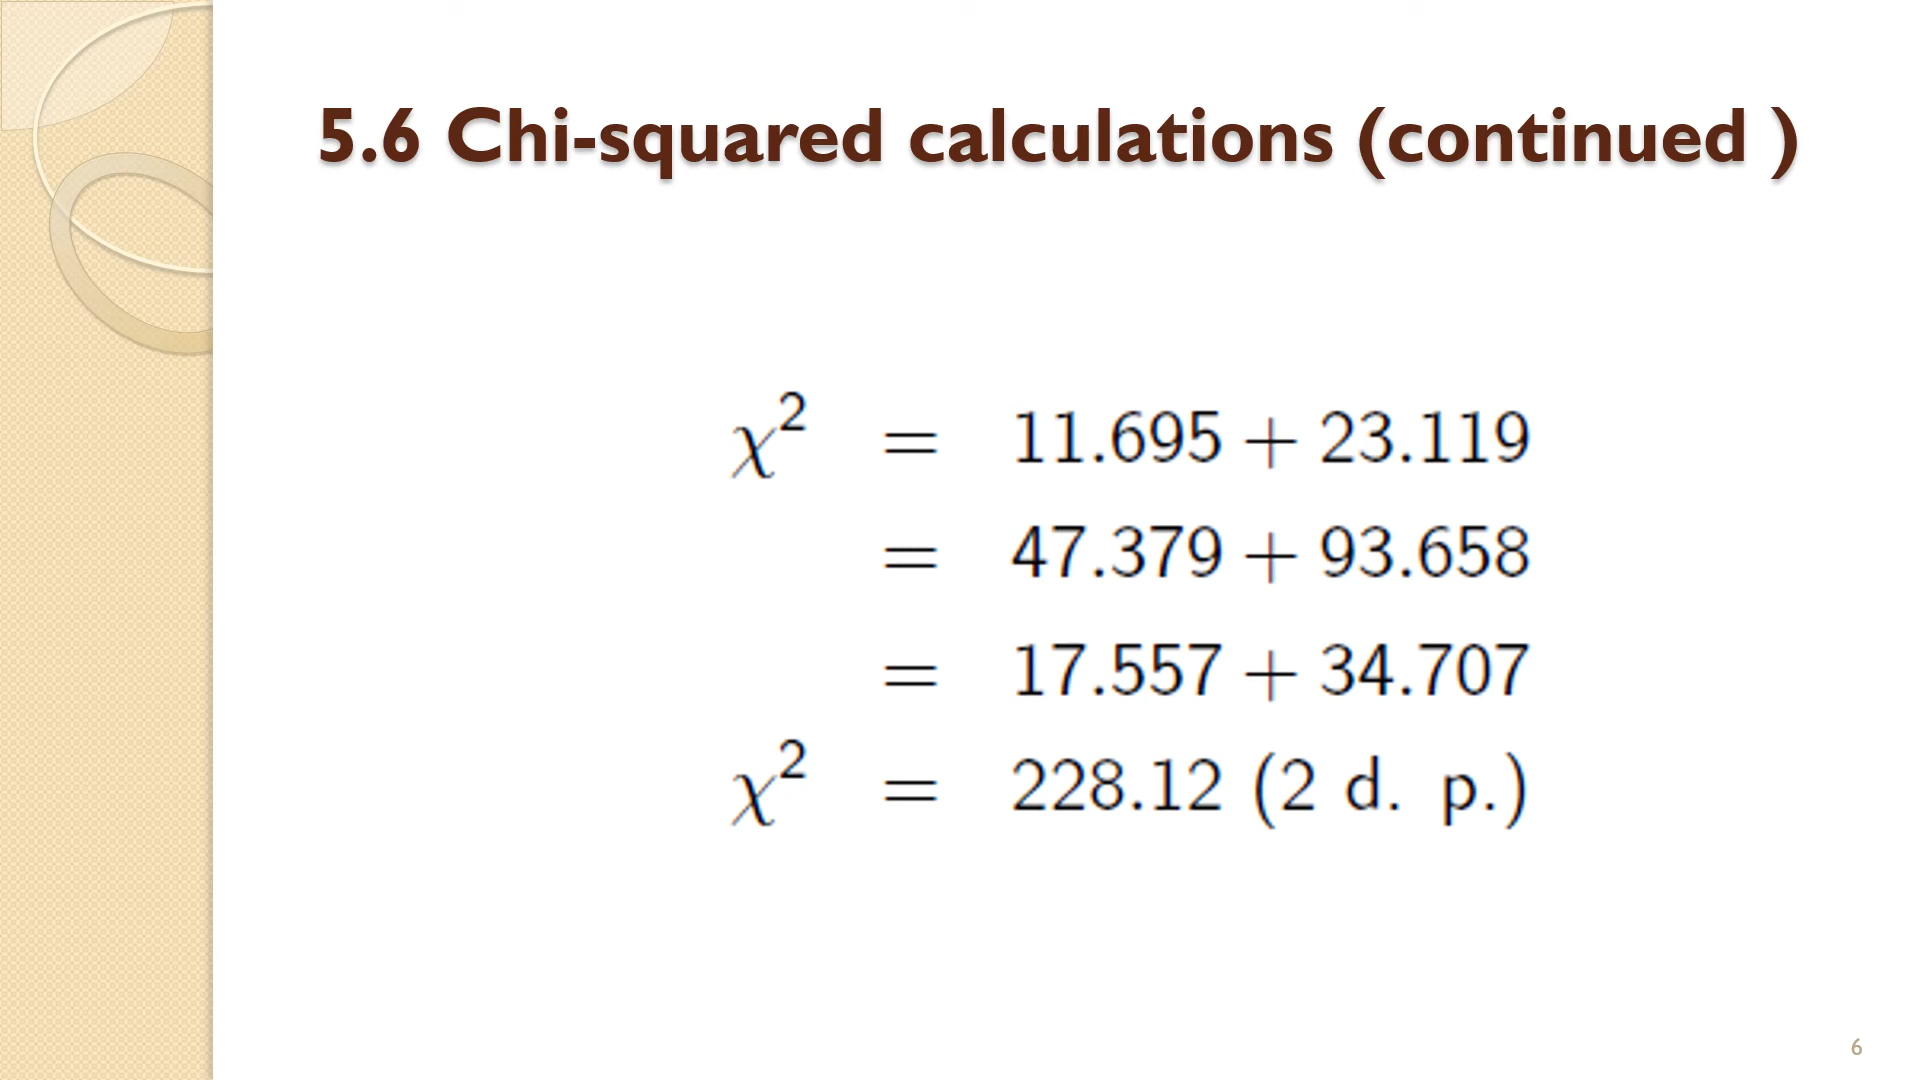 5.6 Chi-squared calculations (continued )
χ² = 11.695 + 23.119
= 47.379 + 93.658
= 17.557 + 34.707
χ² = 228.12 (2 d. p.)
6